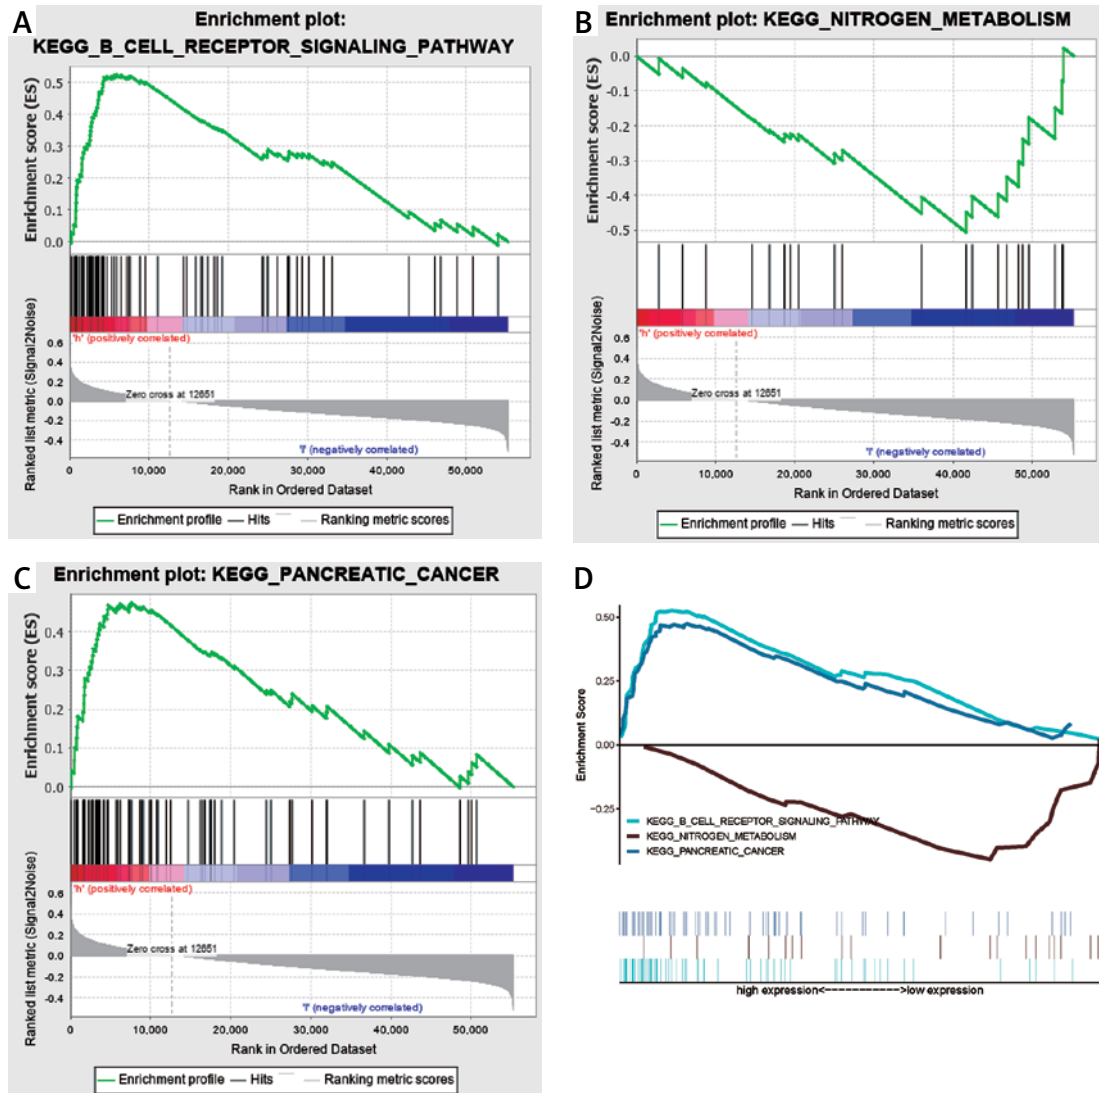 A
Enrichment plot:
KEGG_B_CELL_RECEPTOR_SIGNALING_PATHWAY
Enrichment score (ES)
0.5
0.4
0.3
0.2
0.1
0.0
'h' (positively correlated)
Ranked list metric (Signal2Noise)
0.6
0.4
0.2
0.0
-0.2
-0.4
Zero cross at 12651
'l' (negatively correlated)
0 10,000 20,000 30,000 40,000 50,000
Rank in Ordered Dataset
Enrichment profile Hits Ranking metric scores
B
Enrichment plot: KEGG_NITROGEN_METABOLISM
Enrichment score (ES)
0.0
-0.1
-0.2
-0.3
-0.4
-0.5
'h' (positively correlated)
Ranked list metric (Signal2Noise)
0.6
0.4
0.2
0.0
-0.2
-0.4
Zero cross at 12651
'l' (negatively correlated)
0 10,000 20,000 30,000 40,000 50,000
Rank in Ordered Dataset
Enrichment profile Hits Ranking metric scores
C
Enrichment plot: KEGG_PANCREATIC_CANCER
Enrichment score (ES)
0.4
0.3
0.2
0.1
0.0
'h' (positively correlated)
Ranked list metric (Signal2Noise)
0.6
0.4
0.2
0.0
-0.2
-0.4
Zero cross at 12651
'l' (negatively correlated)
0 10,000 20,000 30,000 40,000 50,000
Rank in Ordered Dataset
Enrichment profile Hits Ranking metric scores
D
Enrichment Score
0.50
0.25
0.00
-0.25
KEGG_B_CELL_RECEPTOR_SIGNALING_PATHWAY
KEGG_NITROGEN_METABOLISM
KEGG_PANCREATIC_CANCER
high expression<-------------->low expression